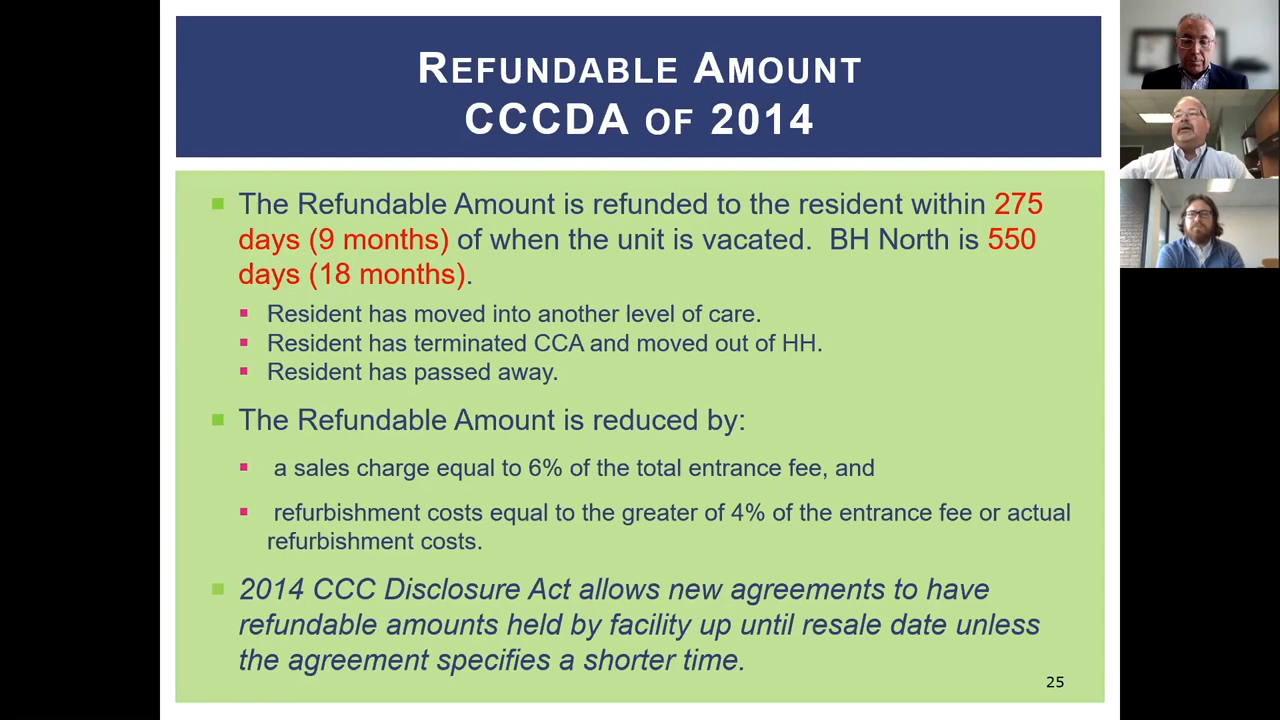 REFUNDABLE AMOUNT
CCCDA OF 2014
The Refundable Amount is refunded to the resident within 275
days (9 months) of when the unit is vacated.  BH North is 550
days (18 months).
Resident has moved into another level of care.
Resident has terminated CCA and moved out of HH.
Resident has passed away.
The Refundable Amount is reduced by:
a sales charge equal to 6% of the total entrance fee, and
refurbishment costs equal to the greater of 4% of the entrance fee or actual
refurbishment costs.
2014 CCC Disclosure Act allows new agreements to have
refundable amounts held by facility up until resale date unless
the agreement specifies a shorter time.
25